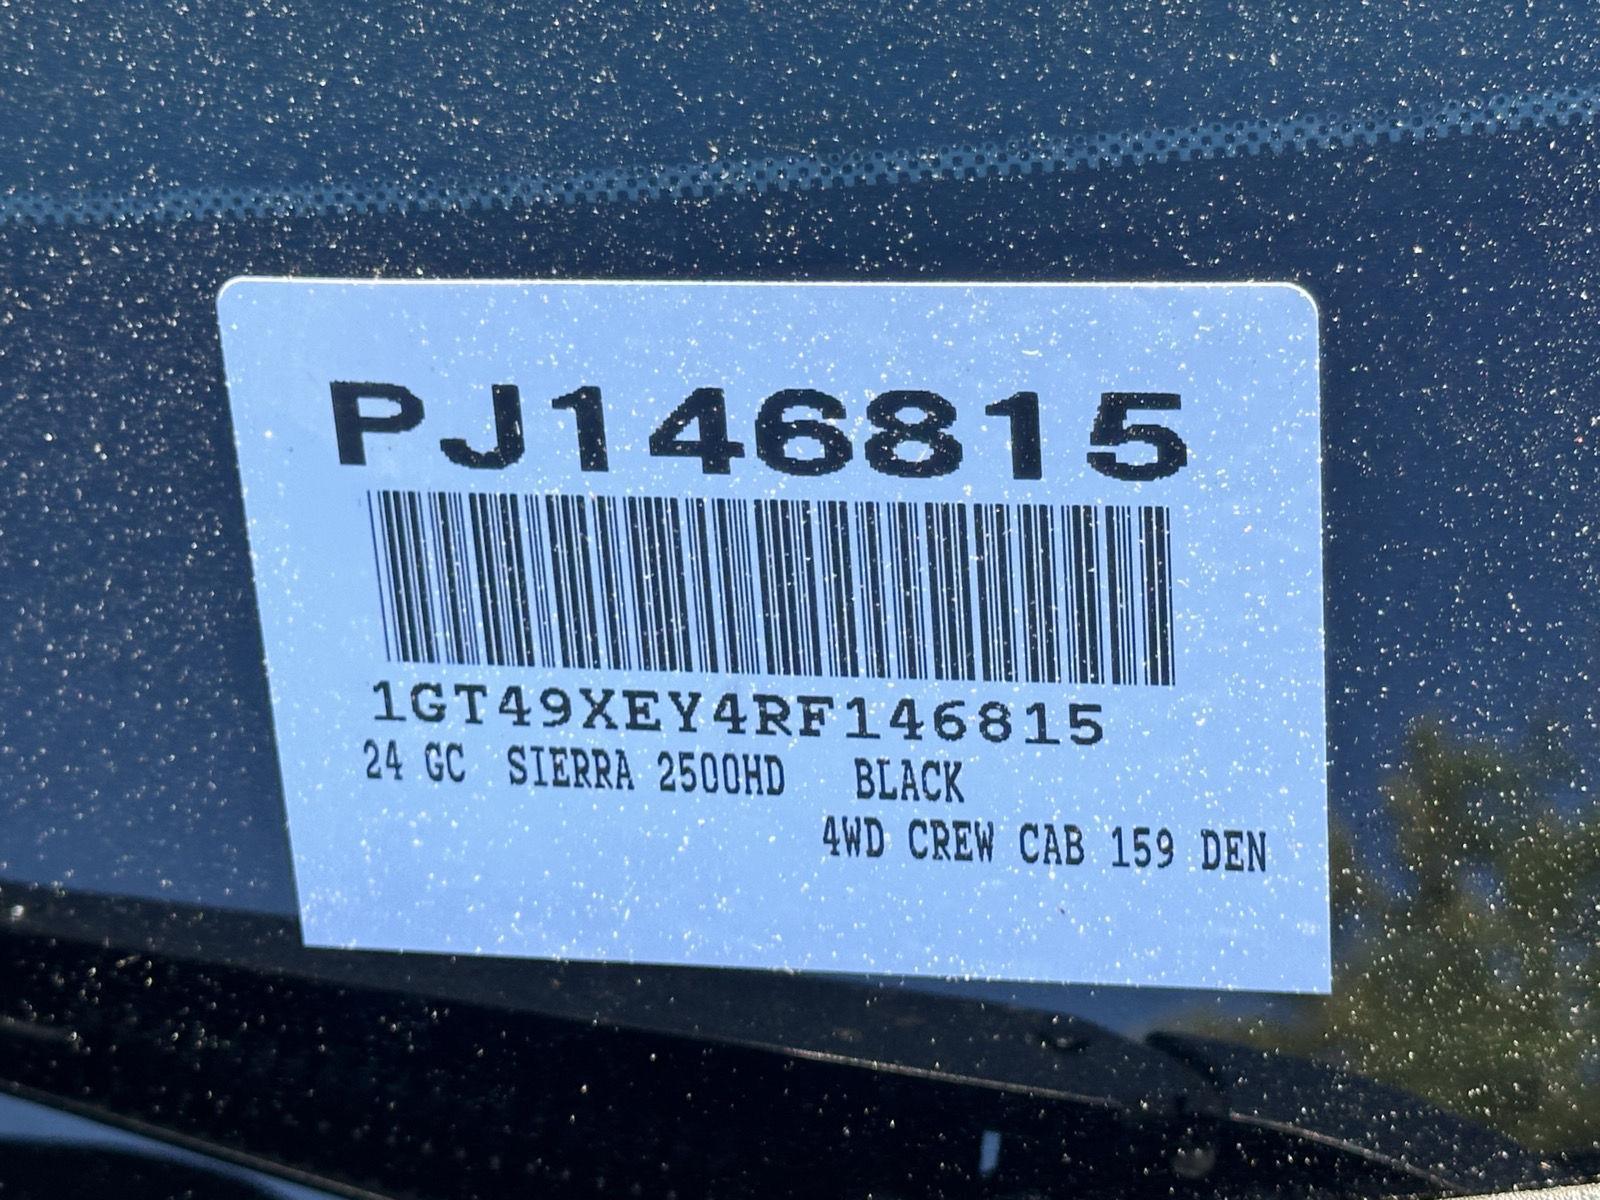 PJ146815
1GT49XEY4RF146815
24 GC SIERRA 2500HD BLACK
4WD CREW CAB 159 DEN